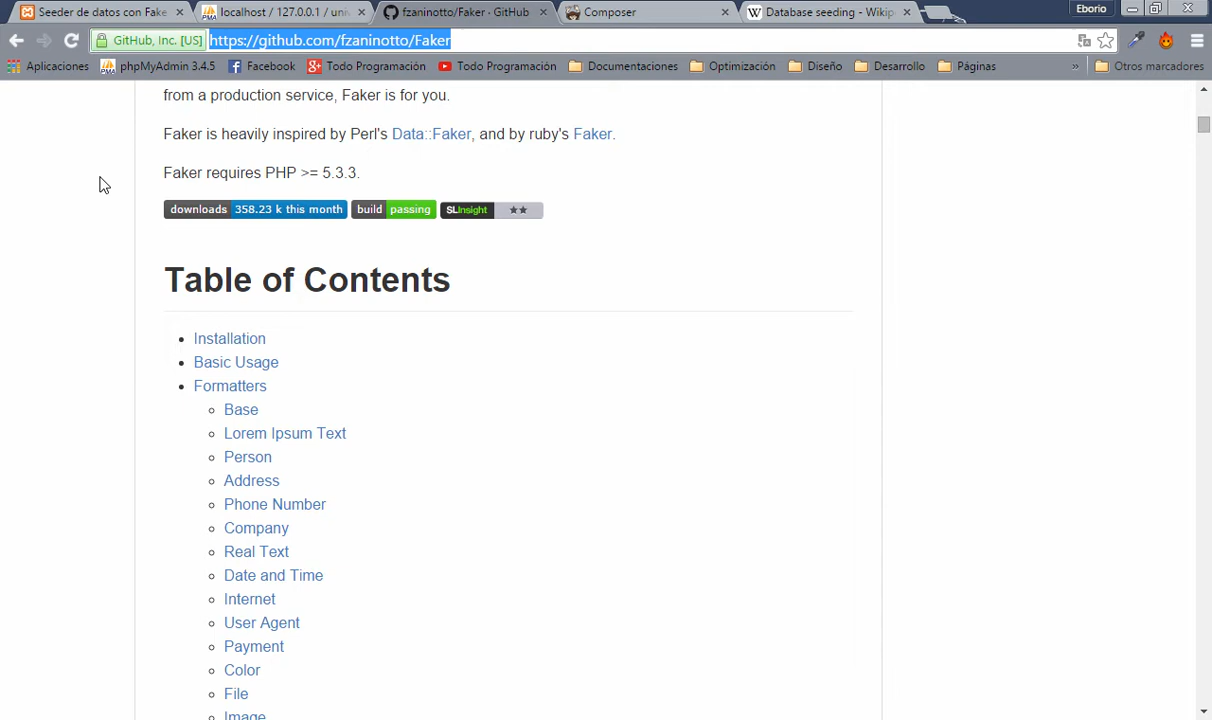 Seeder de datos con Fake
localhost / 127.0.0.1 / uni
fzaninotto/Faker · GitHub
Composer
Database seeding - Wikip
Eborio
GitHub, Inc. [US]
https://github.com/fzaninotto/Faker
Aplicaciones
phpMyAdmin 3.4.5
Facebook
Todo Programación
Todo Programación
Documentaciones
Optimización
Diseño
Desarrollo
Páginas
»
Otros marcadores
from a production service, Faker is for you.
Faker is heavily inspired by Perl's Data::Faker, and by ruby's Faker.
Faker requires PHP >= 5.3.3.
downloads 358.23 k this month
build passing
SLInsight ★★
Table of Contents
Installation
Basic Usage
Formatters
Base
Lorem Ipsum Text
Person
Address
Phone Number
Company
Real Text
Date and Time
Internet
User Agent
Payment
Color
File
Image